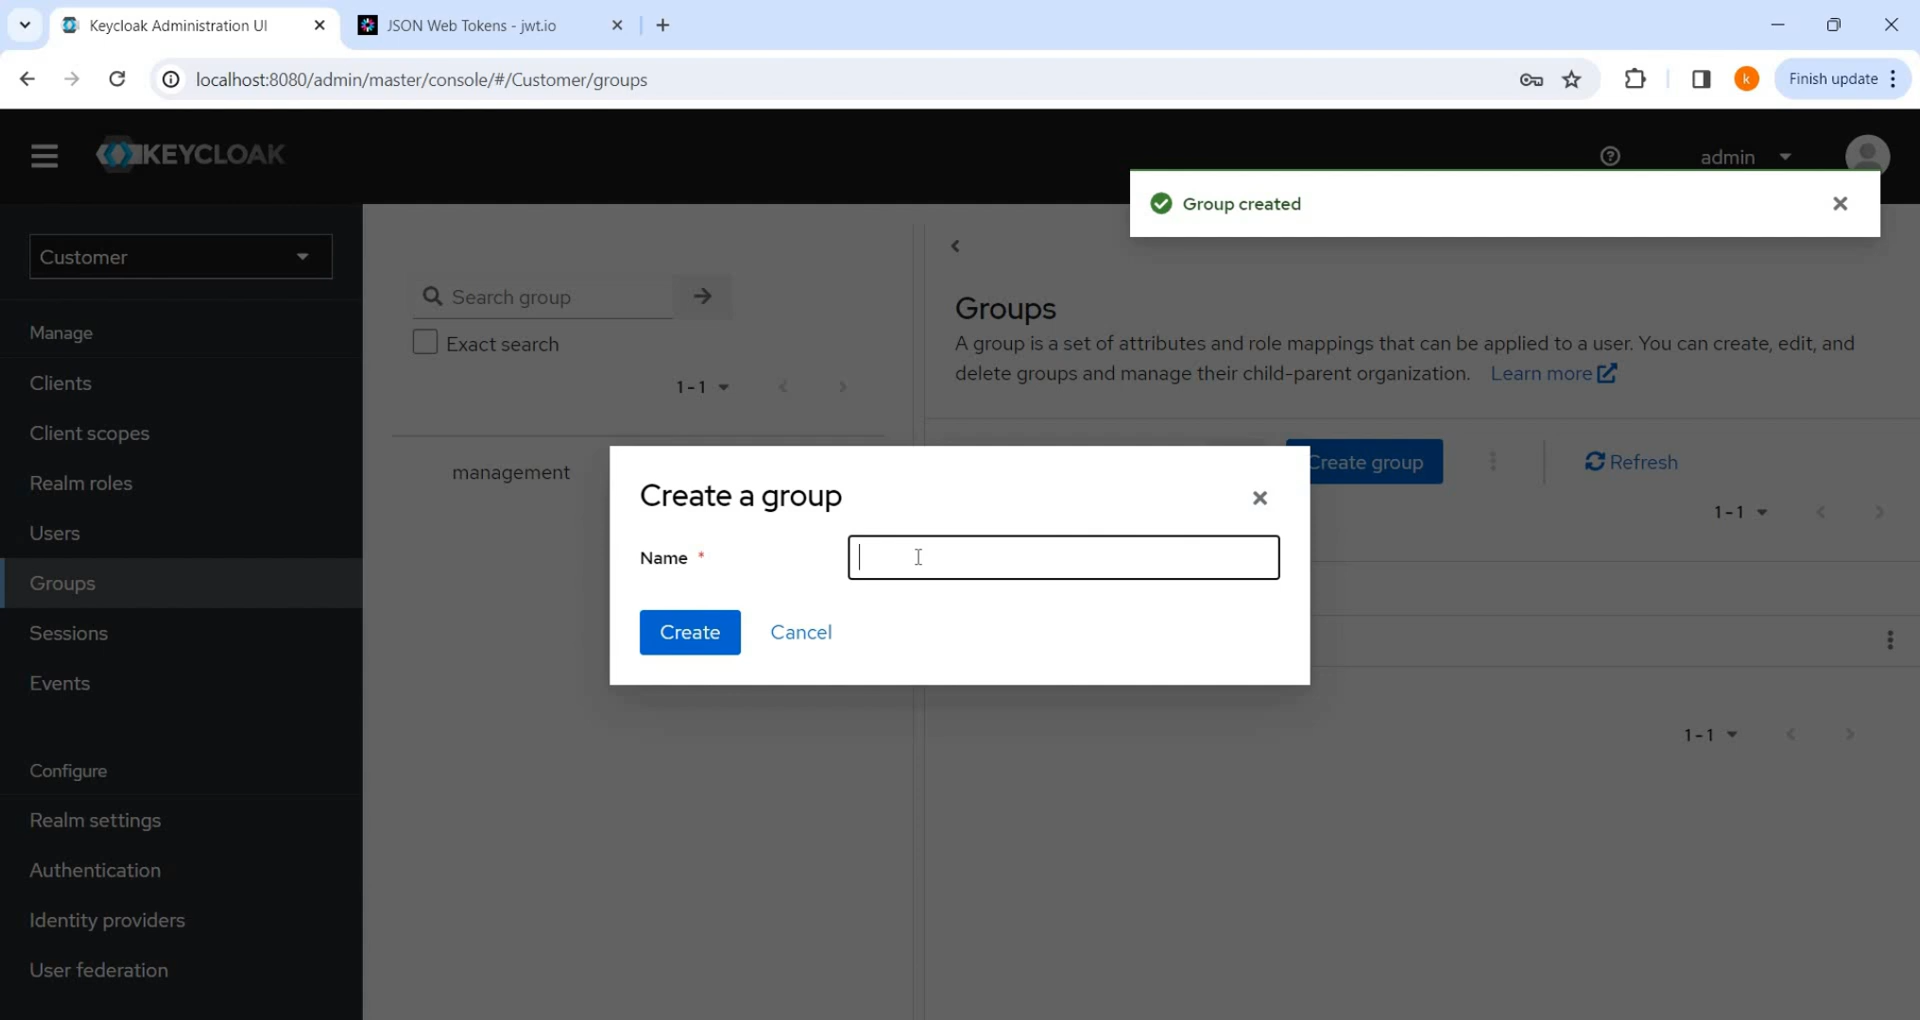 Keycloak Administration UI
JSON Web Tokens - jwt.io
localhost:8080/admin/master/console/#/Customer/groups
k
Finish update
KEYCLOAK
admin
Group created
Customer
Manage
Clients
Client scopes
Realm roles
Users
Groups
Sessions
Events
Configure
Realm settings
Authentication
Identity providers
User federation
Search group
Exact search
1 - 1
management
Groups
A group is a set of attributes and role mappings that can be applied to a user. You can create, edit, and
delete groups and manage their child-parent organization. Learn more
Create group
Refresh
1 - 1
1 - 1
Create a group
Name *
Create
Cancel